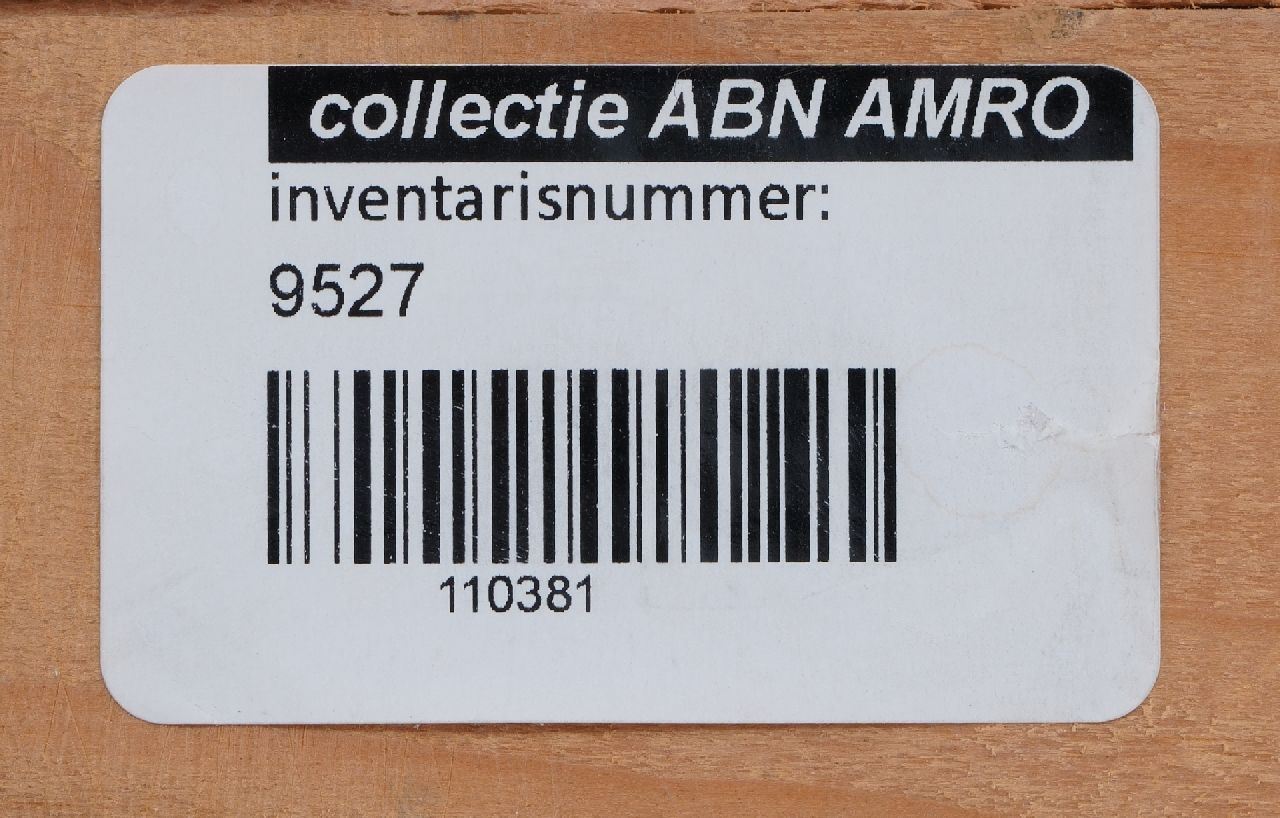 collectie ABN AMRO
inventarisnummer:
9527
110381